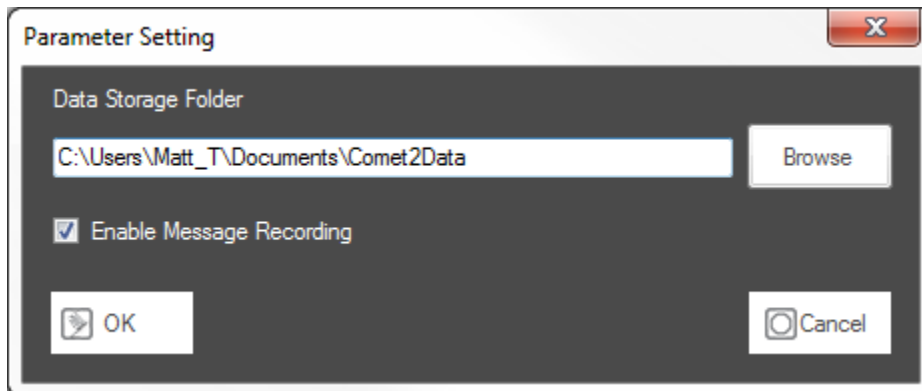 Parameter Setting
Data Storage Folder
C:\Users\Matt_T\Documents\Comet2Data
Browse
Enable Message Recording
OK
Cancel